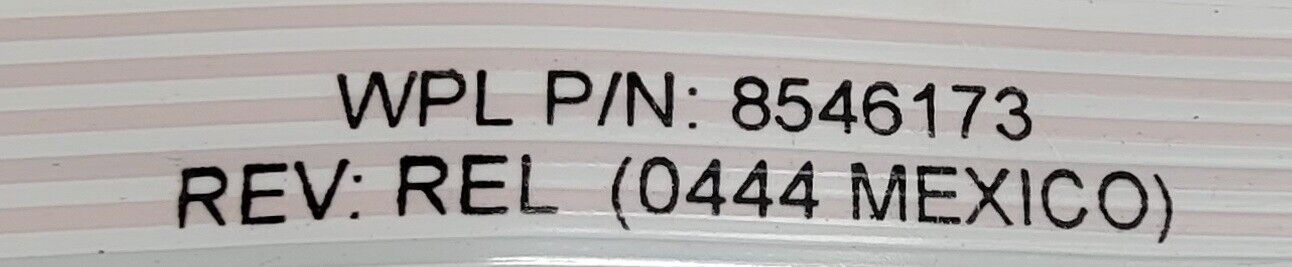 WPL P/N: 8546173
REV: REL (0444 MEXICO)